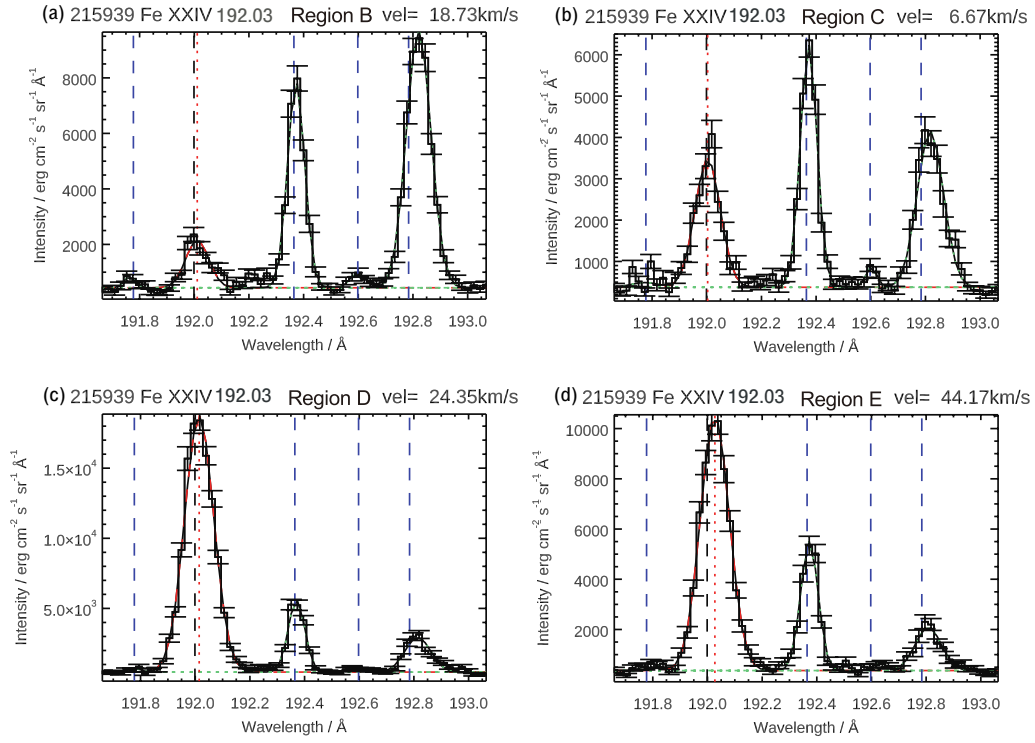 (a) 215939 Fe XXIV 192.03 Region B vel= 18.73km/s
Intensity / erg cm-2 s-1 sr-1 Å-1
8000
6000
4000
2000
191.8 192.0 192.2 192.4 192.6 192.8 193.0
Wavelength / Å
(b) 215939 Fe XXIV 192.03 Region C vel= 6.67km/s
Intensity / erg cm-2 s-1 sr-1 Å-1
6000
5000
4000
3000
2000
1000
191.8 192.0 192.2 192.4 192.6 192.8 193.0
Wavelength / Å
(c) 215939 Fe XXIV 192.03 Region D vel= 24.35km/s
Intensity / erg cm-2 s-1 sr-1 Å-1
1.5×104
1.0×104
5.0×103
191.8 192.0 192.2 192.4 192.6 192.8 193.0
Wavelength / Å
(d) 215939 Fe XXIV 192.03 Region E vel= 44.17km/s
Intensity / erg cm-2 s-1 sr-1 Å-1
10000
8000
6000
4000
2000
191.8 192.0 192.2 192.4 192.6 192.8 193.0
Wavelength / Å